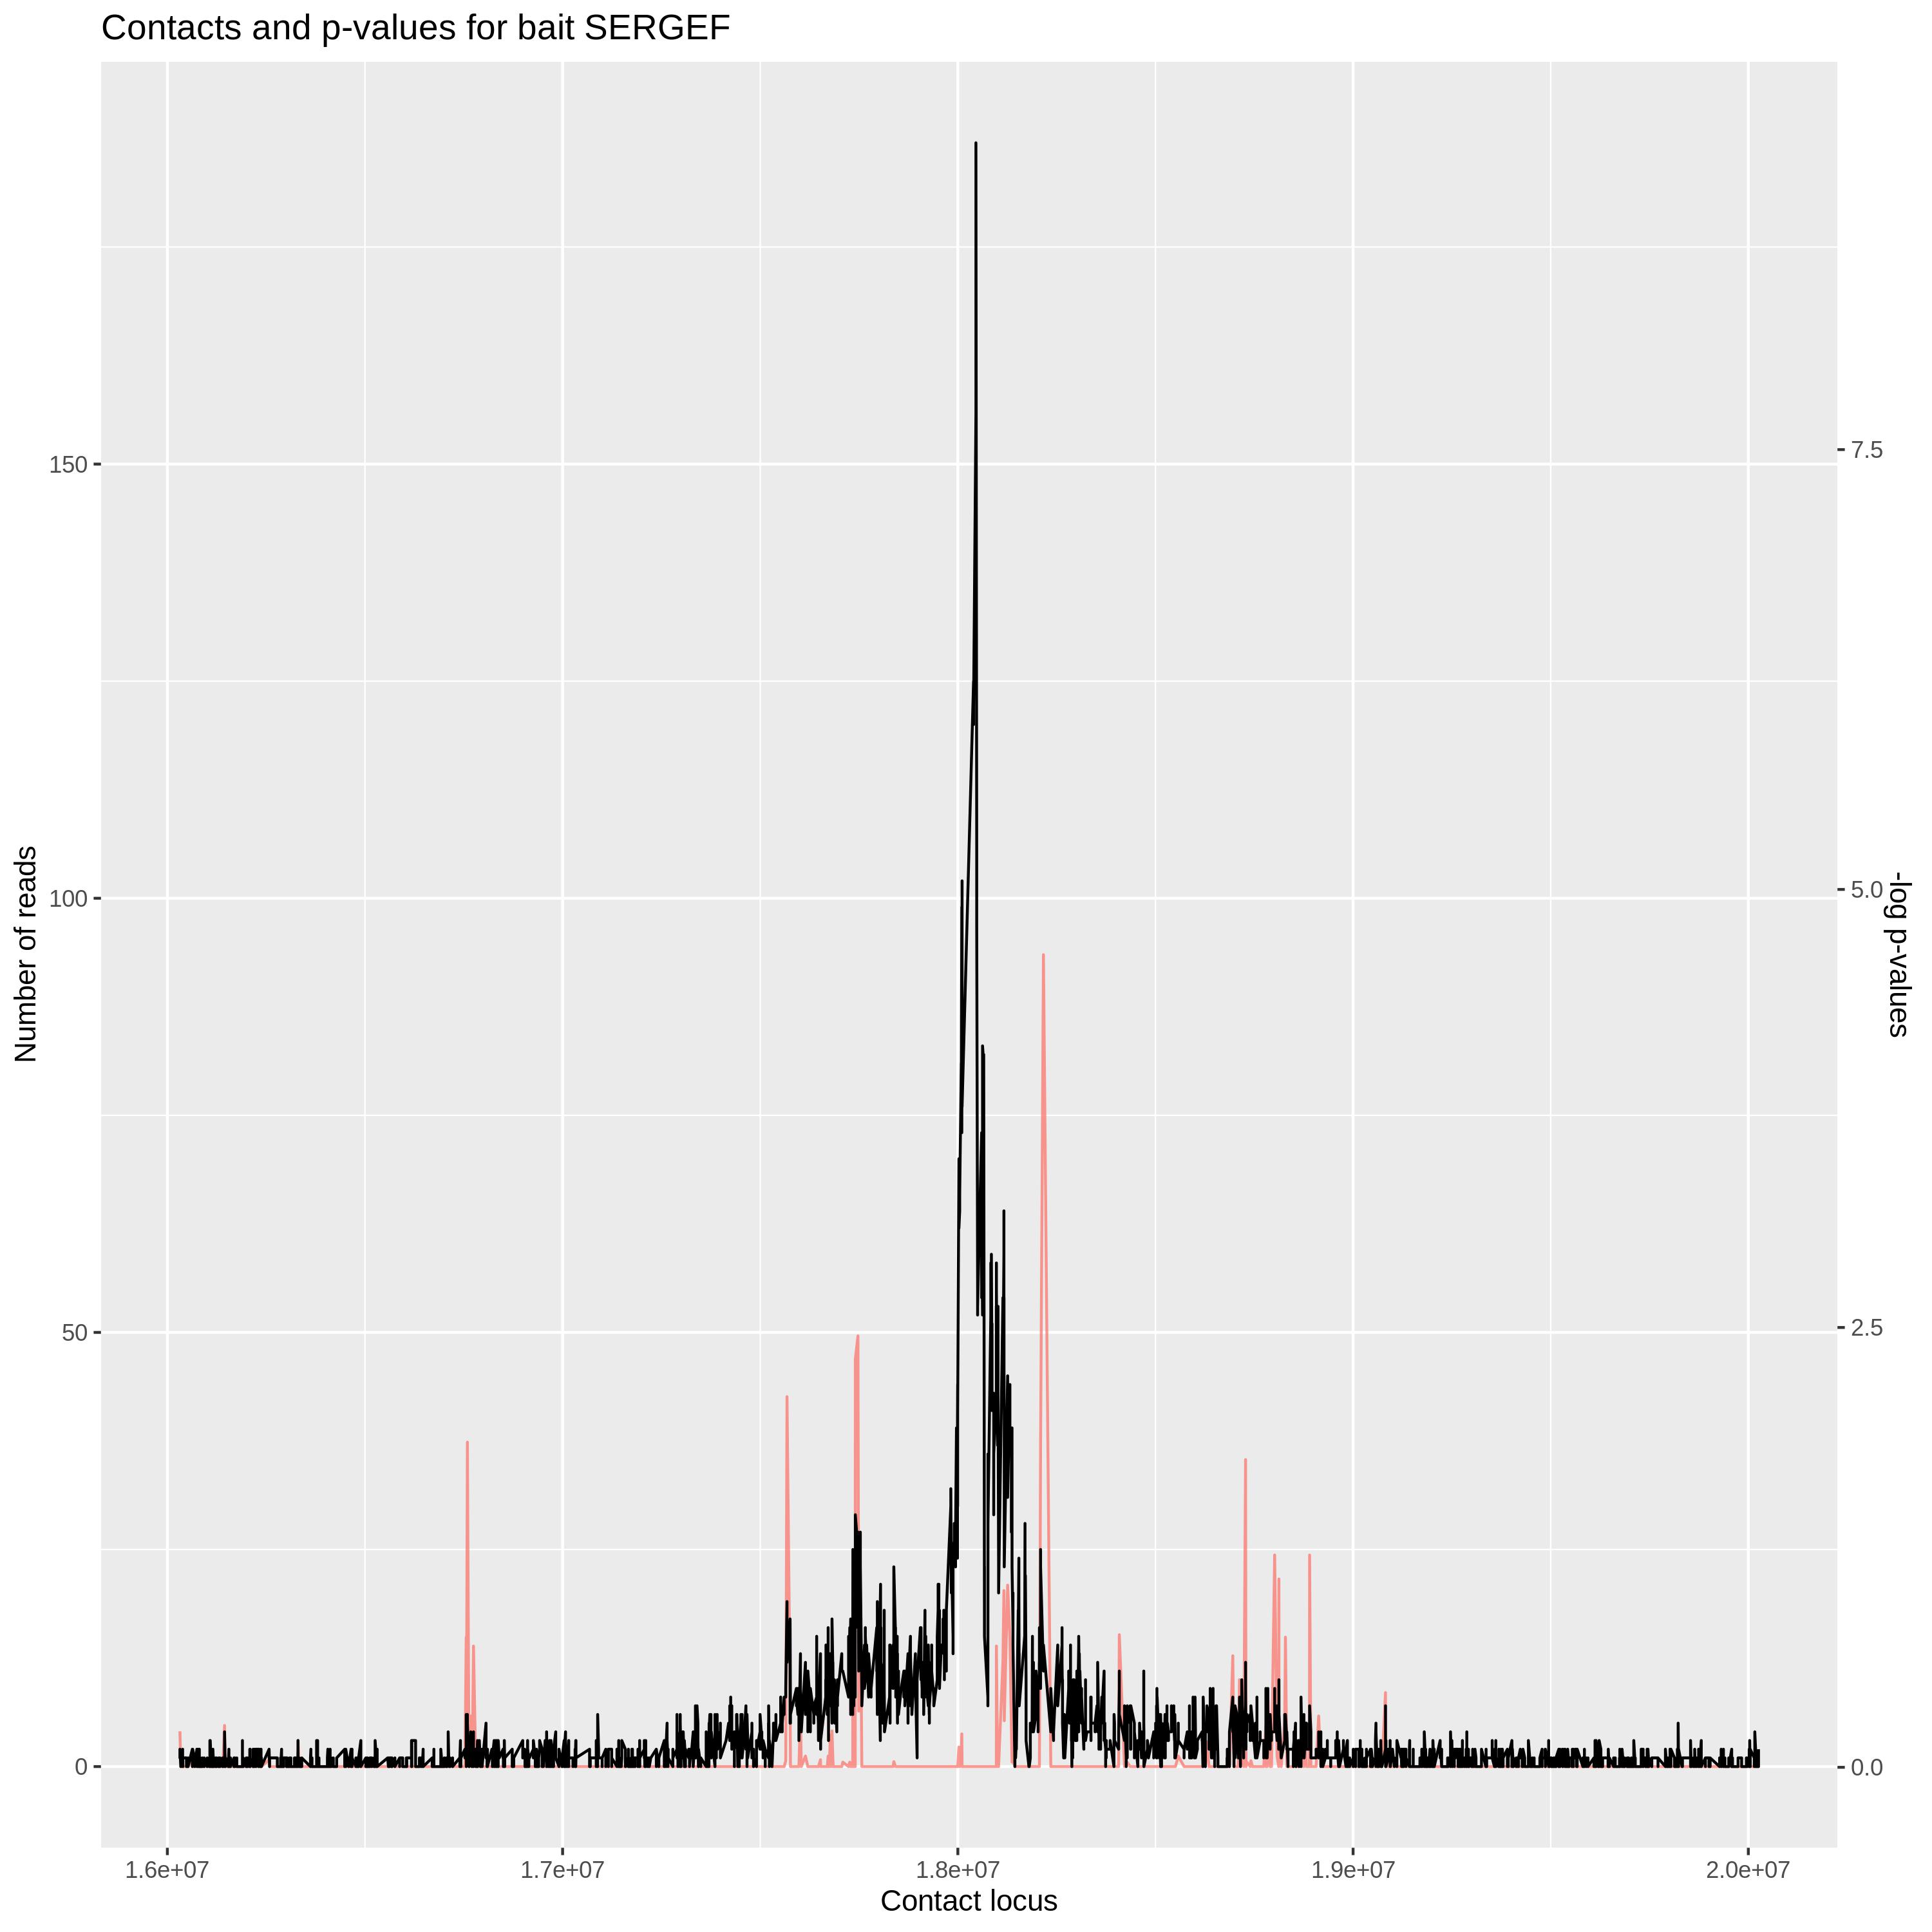 Contacts and p-values for bait SERGEF
Number of reads
150
100
50
0
7.5
5.0
2.5
0.0
-log p-values
1.6e+07
1.7e+07
1.8e+07
1.9e+07
2.0e+07
Contact locus